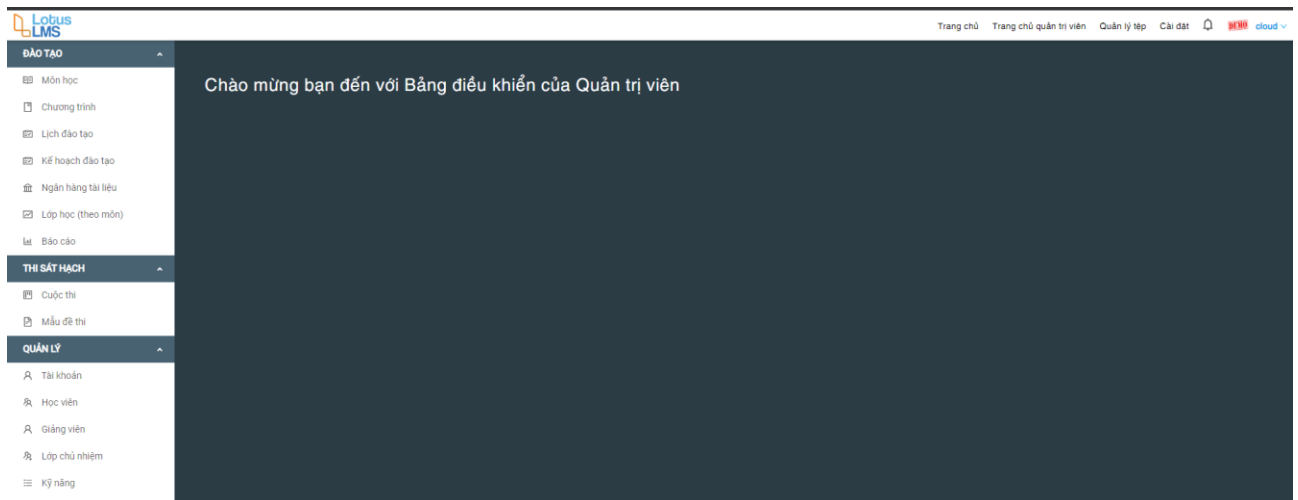 Lotus
LMS
Trang chủ Trang chủ quản trị viên Quản lý tệp Cài đặt DEMO cloud
ĐÀO TẠO
Môn học
Chương trình
Lịch đào tạo
Kế hoạch đào tạo
Ngân hàng tài liệu
Lớp học (theo môn)
Báo cáo
THI SÁT HẠCH
Cuộc thi
Mẫu đề thi
QUẢN LÝ
Tài khoản
Học viên
Giảng viên
Lớp chủ nhiệm
Kỹ năng
Chào mừng bạn đến với Bảng điều khiển của Quản trị viên